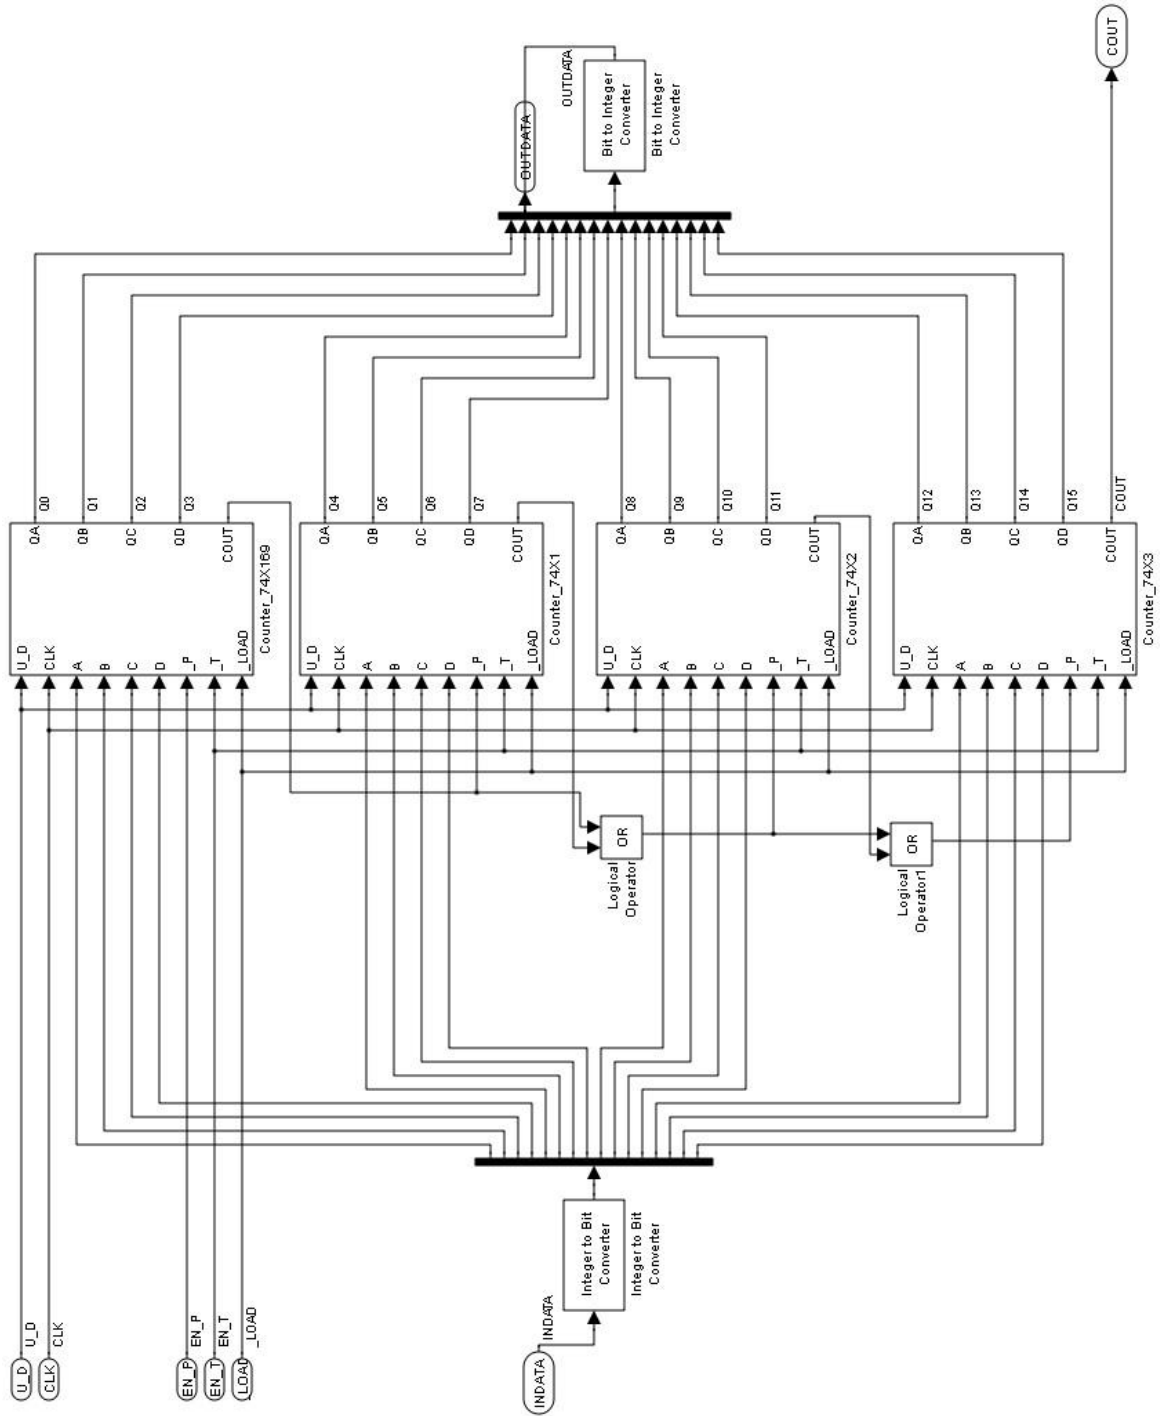 U_D
U_D
CLK
CLK
EN_P
EN_P
EN_T
EN_T
_LOAD
_LOAD
INDATA
INDATA
Integer to Bit
Converter
Integer to Bit
Converter
U_D
CLK
A
B
C
D
_P
_T
_LOAD
QA
QB
QC
QD
COUT
Counter_74X169
Q0
Q1
Q2
Q3
U_D
CLK
A
B
C
D
_P
_T
_LOAD
QA
QB
QC
QD
COUT
Counter_74X1
Q4
Q5
Q6
Q7
OR
Logical
Operator
U_D
CLK
A
B
C
D
_P
_T
_LOAD
QA
QB
QC
QD
COUT
Counter_74X2
Q8
Q9
Q10
Q11
OR
Logical
Operator1
U_D
CLK
A
B
C
D
_P
_T
_LOAD
QA
QB
QC
QD
COUT
Counter_74X3
Q12
Q13
Q14
Q15
COUT
OUTDATA
OUTDATA
Bit to Integer
Converter
Bit to Integer
Converter
COUT